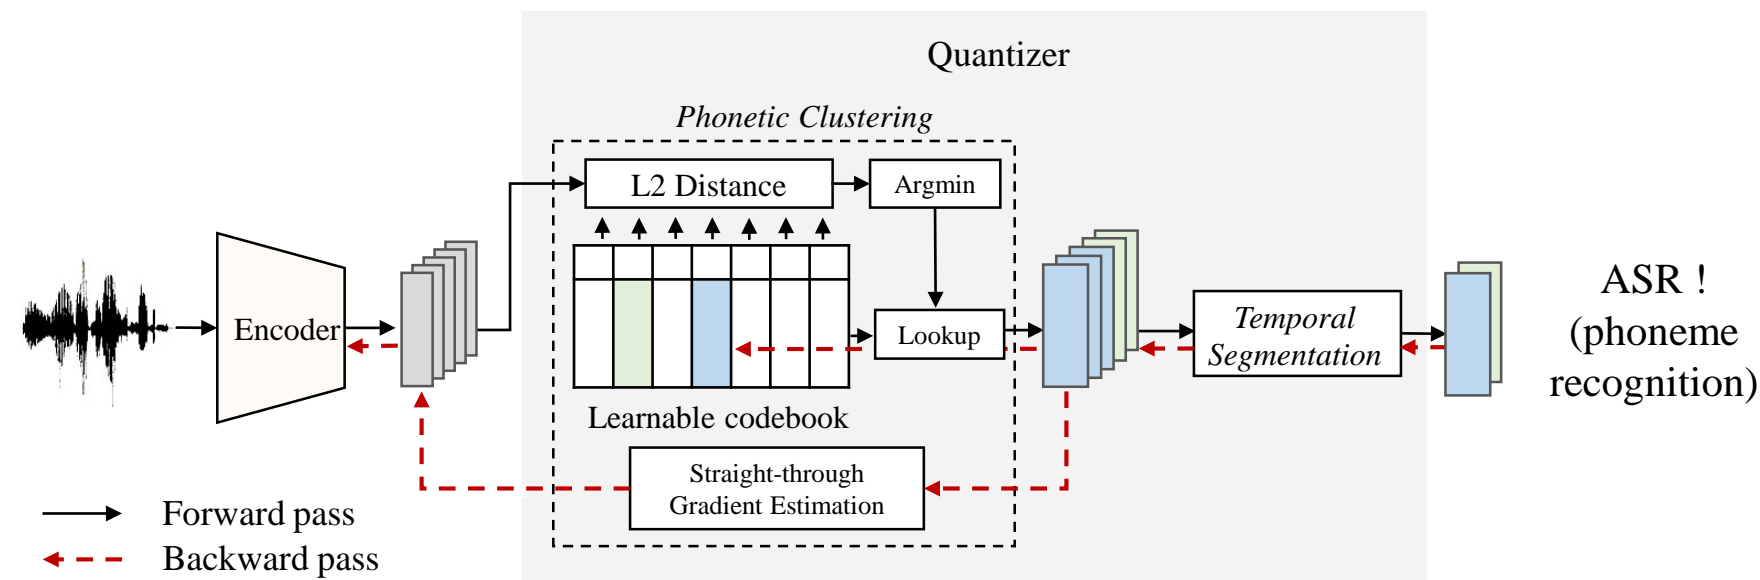 Quantizer
Phonetic Clustering
L2 Distance
Argmin
Encoder
Lookup
Learnable codebook
Straight-through
Gradient Estimation
Temporal
Segmentation
ASR !
(phoneme
recognition)
Forward pass
Backward pass